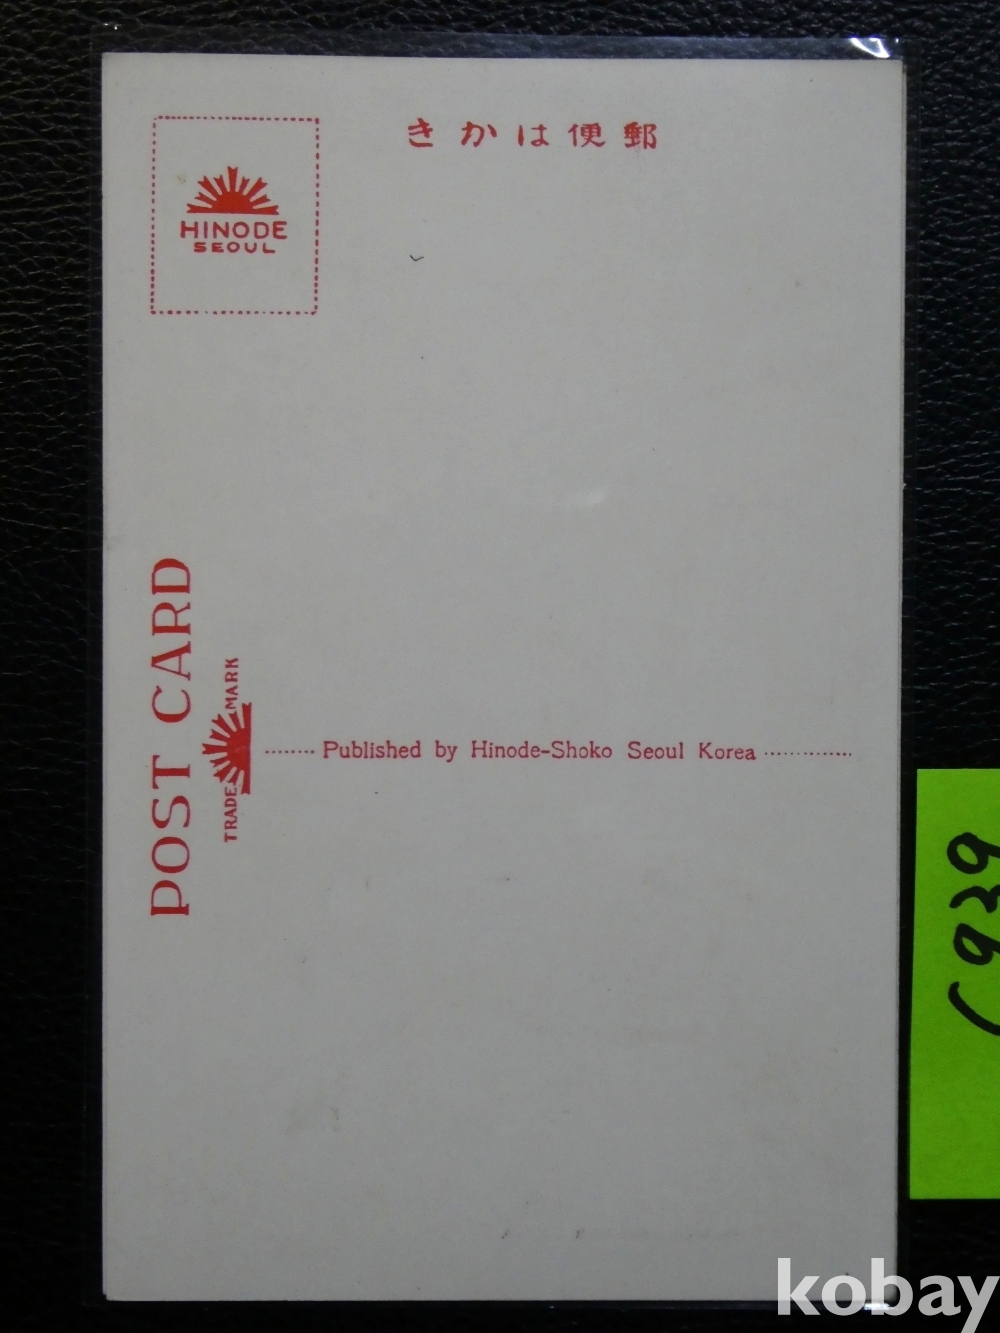 きかは便郵
HINODE
SEOUL
POST CARD
TRADE MARK
Published by Hinode-Shoko Seoul Korea
C939
kobay